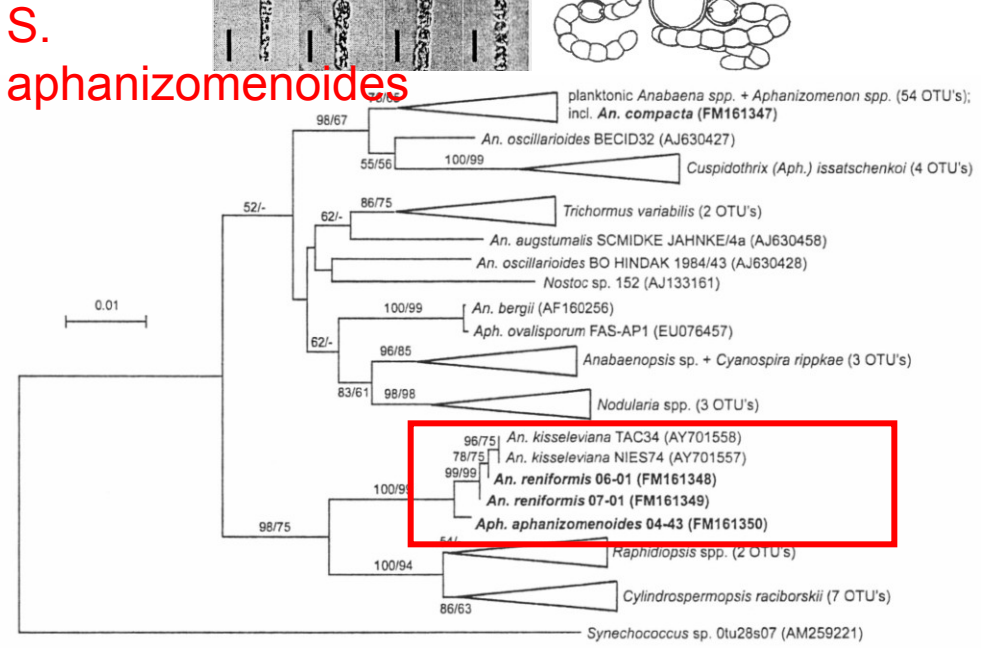 S.
aphanizomenoides
planktonic Anabaena spp. + Aphanizomenon spp. (54 OTU's);
incl. An. compacta (FM161347)
98/67
An. oscillarioides BECID32 (AJ630427)
55/56
100/99
Cuspidothrix (Aph.) issatschenkoi (4 OTU's)
52/-
86/75
Trichormus variabilis (2 OTU's)
62/-
An. augstumalis SCMIDKE JAHNKE/4a (AJ630458)
An. oscillarioides BO HINDAK 1984/43 (AJ630428)
Nostoc sp. 152 (AJ133161)
0.01
100/99
An. bergii (AF160256)
Aph. ovalisporum FAS-AP1 (EU076457)
62/-
96/85
Anabaenopsis sp. + Cyanospira rippkae (3 OTU's)
83/61
98/98
Nodularia spp. (3 OTU's)
96/75
An. kisseleviana TAC34 (AY701558)
78/75
An. kisseleviana NIES74 (AY701557)
99/99
An. reniformis 06-01 (FM161348)
100/99
An. reniformis 07-01 (FM161349)
Aph. aphanizomenoides 04-43 (FM161350)
98/75
Raphidiopsis spp. (2 OTU's)
100/94
Cylindrospermopsis raciborskii (7 OTU's)
86/63
Synechococcus sp. 0tu28s07 (AM259221)